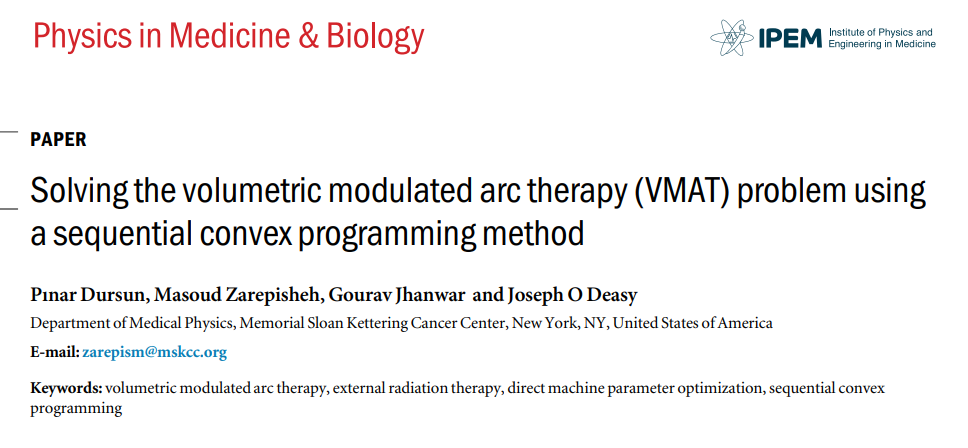 Physics in Medicine & Biology
IPEM Institute of Physics and
Engineering in Medicine
PAPER
Solving the volumetric modulated arc therapy (VMAT) problem using
a sequential convex programming method
Pınar Dursun, Masoud Zarepisheh, Gourav Jhanwar and Joseph O Deasy
Department of Medical Physics, Memorial Sloan Kettering Cancer Center, New York, NY, United States of America
E-mail: zarepism@mskcc.org
Keywords: volumetric modulated arc therapy, external radiation therapy, direct machine parameter optimization, sequential convex
programming